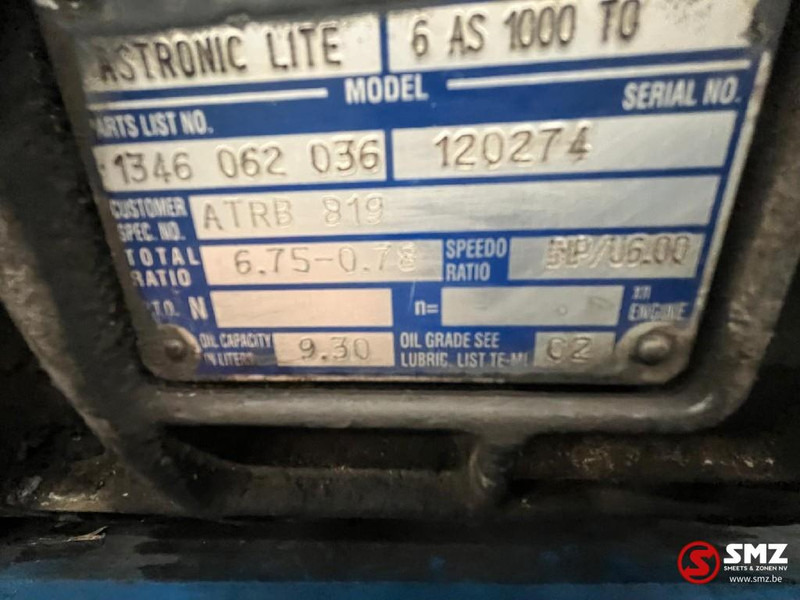 ASTRONIC LITE 6 AS 1000 TO
MODEL
PARTS LIST NO. SERIAL NO.
1346 062 036 120274
CUSTOMER SPEC. NO. ATRB 819
TOTAL RATIO 6.75-0.78 SPEEDO RATIO
N n= ENGINE
OIL CAPACITY IN LITERS 9.30 OIL GRADE SEE LUBRIC. LIST TE-ML 02
SMZ
SHEETS & ZONEN NV
www.smz.be